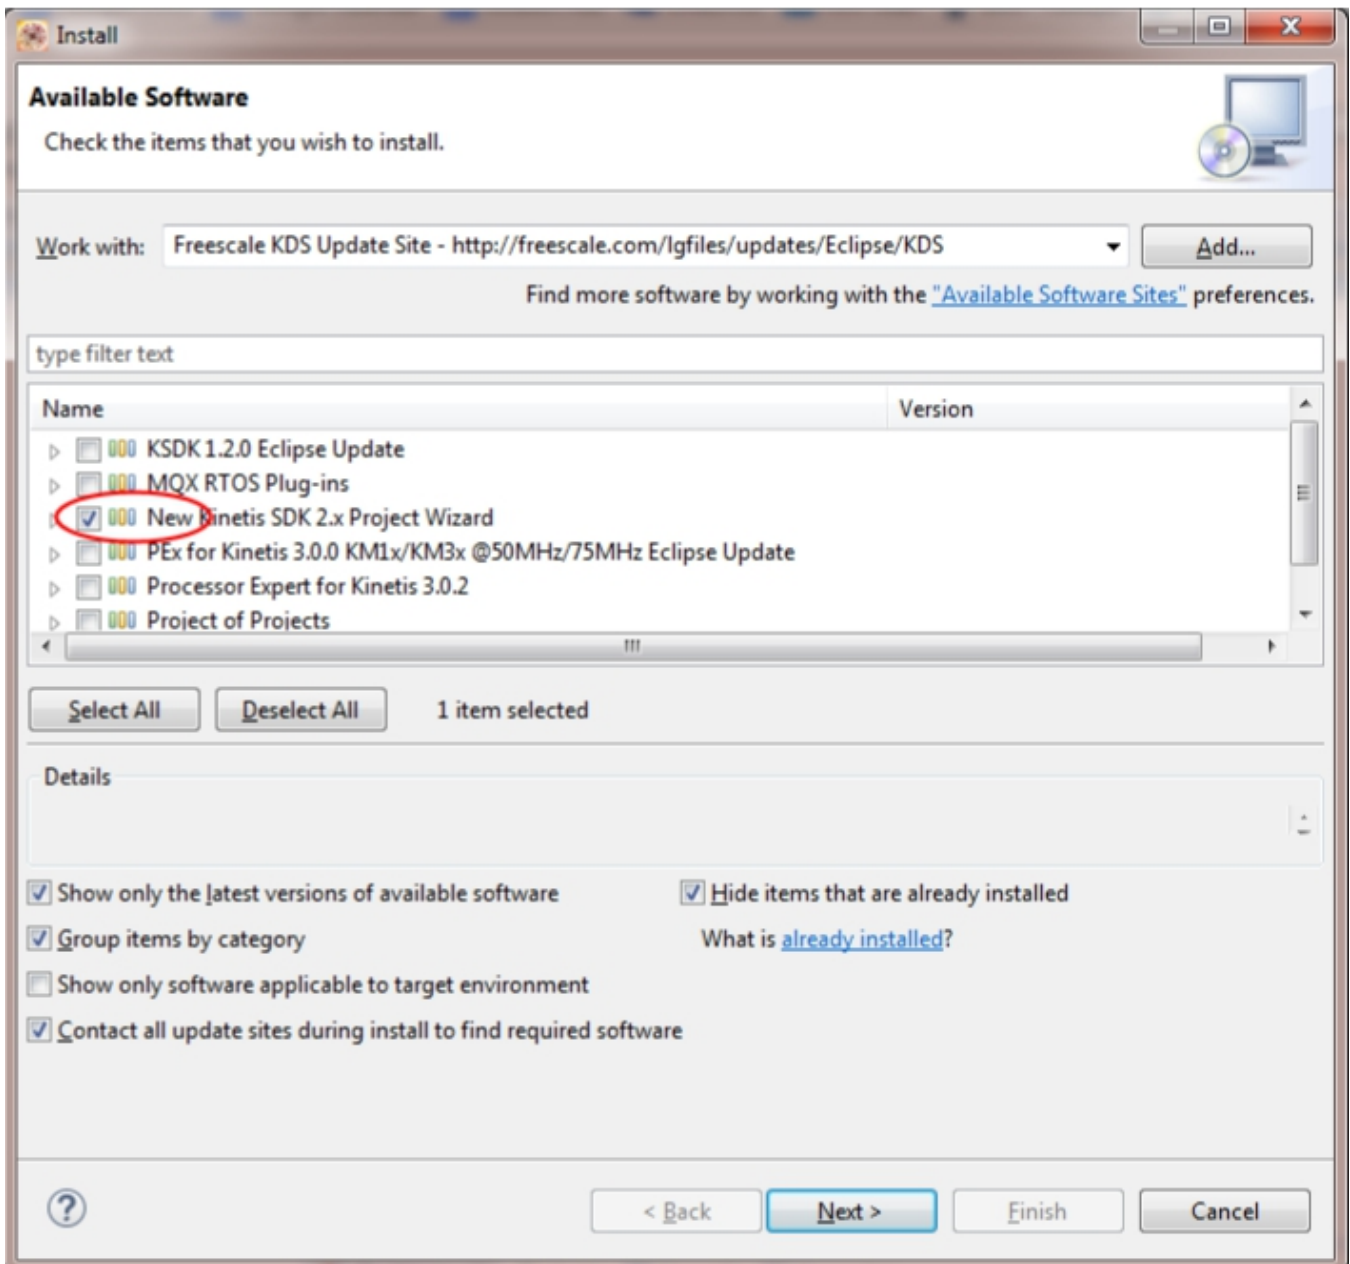 Install
Available Software
Check the items that you wish to install.
Work with: Freescale KDS Update Site - http://freescale.com/lgfiles/updates/Eclipse/KDS Add...
Find more software by working with the "Available Software Sites" preferences.
type filter text
Name Version
KSDK 1.2.0 Eclipse Update
MQX RTOS Plug-ins
New Kinetis SDK 2.x Project Wizard
PEx for Kinetis 3.0.0 KM1x/KM3x @50MHz/75MHz Eclipse Update
Processor Expert for Kinetis 3.0.2
Project of Projects
Select All Deselect All 1 item selected
Details
Show only the latest versions of available software Hide items that are already installed
Group items by category What is already installed?
Show only software applicable to target environment
Contact all update sites during install to find required software
? < Back Next > Finish Cancel